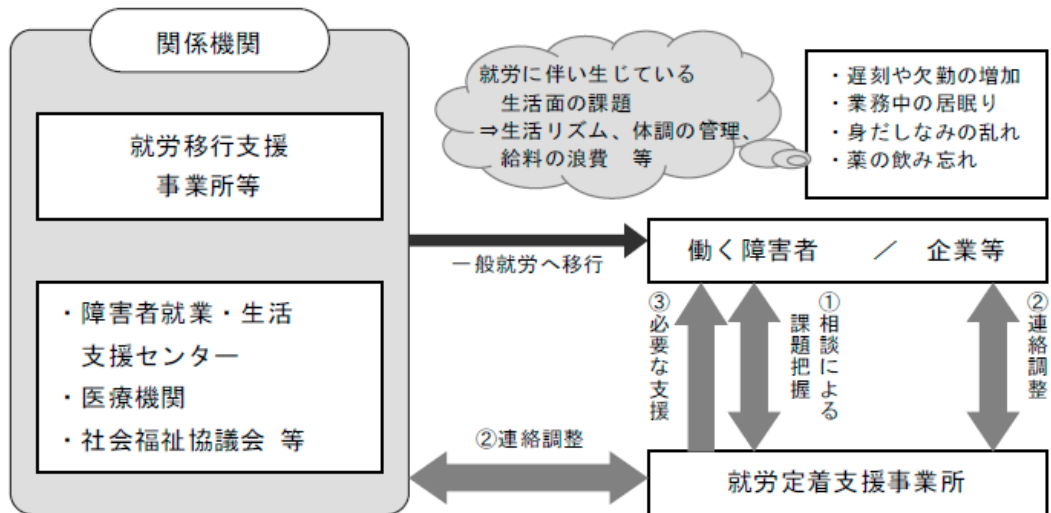 関係機関
就労移行支援
事業所等
・障害者就業・生活
支援センター
・医療機関
・社会福祉協議会 等
就労に伴い生じている
生活面の課題
⇒生活リズム、体調の管理、
給料の浪費 等
・遅刻や欠勤の増加
・業務中の居眠り
・身だしなみの乱れ
・薬の飲み忘れ
一般就労へ移行
働く障害者 / 企業等
③必要な支援
①相談による
課題把握
②連絡調整
②連絡調整
就労定着支援事業所